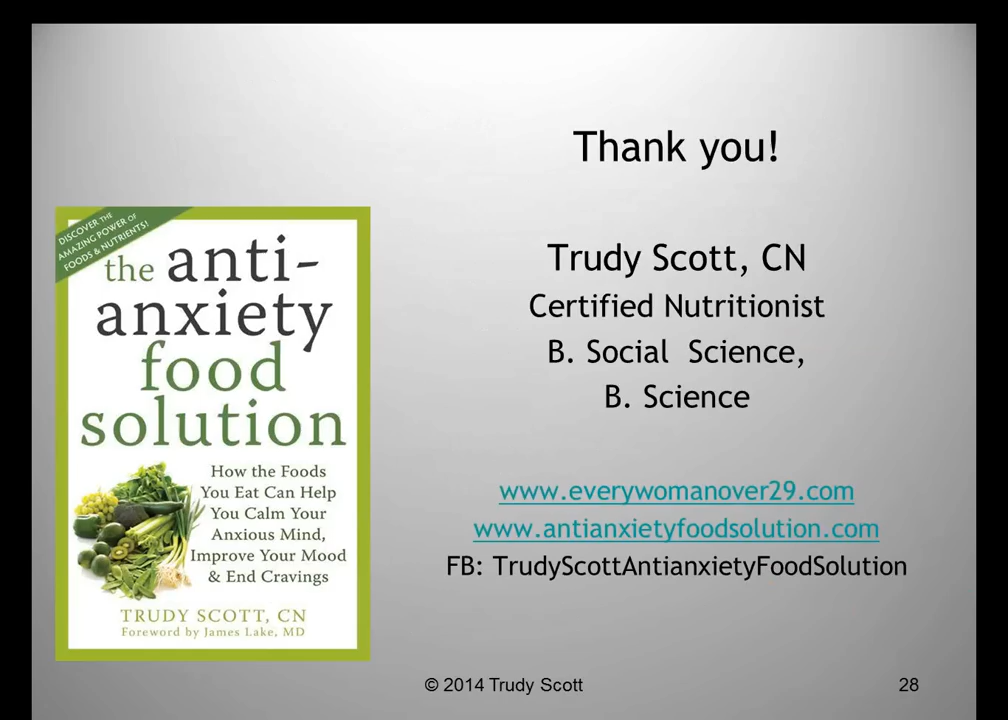 Thank you!
Trudy Scott, CN
Certified Nutritionist
B. Social Science,
B. Science
www.everywomanover29.com
www.antianxietyfoodsolution.com
FB: TrudyScottAntianxietyFoodSolution
DISCOVER THE
AMAZING POWER OF
FOODS & NUTRIENTS!
the anti-
anxiety
food
solution
How the Foods
You Eat Can Help
You Calm Your
Anxious Mind,
Improve Your Mood
& End Cravings
TRUDY SCOTT, CN
Foreword by James Lake, MD
© 2014 Trudy Scott
28